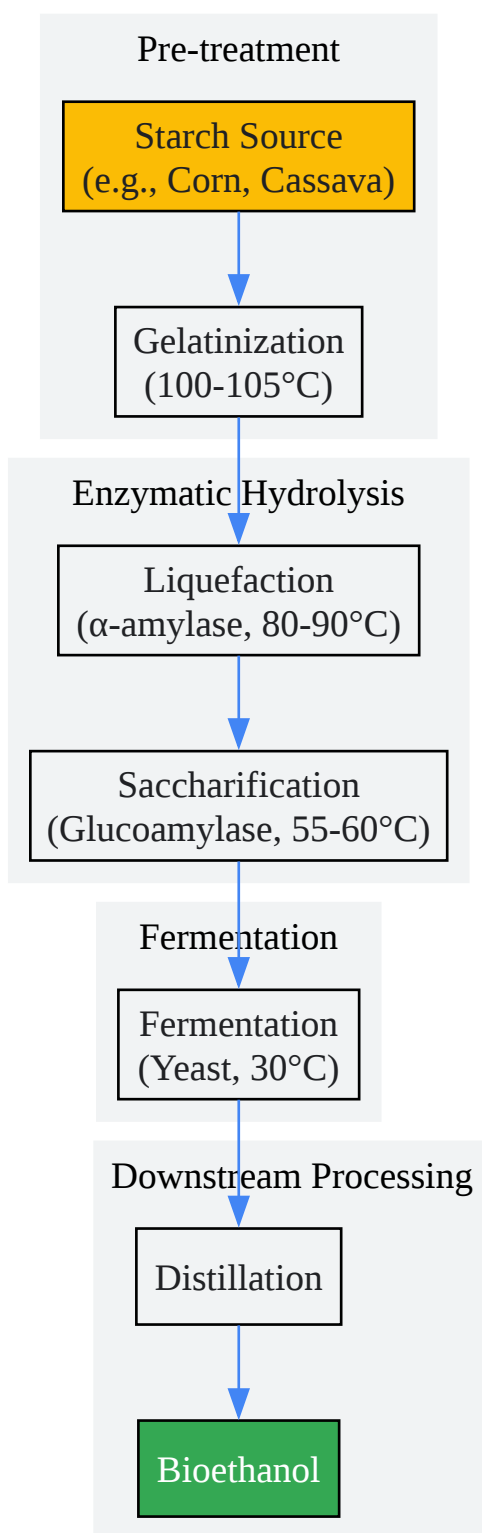 Pre-treatment
Starch Source
(e.g., Corn, Cassava)
Gelatinization
(100-105°C)
Enzymatic Hydrolysis
Liquefaction
(α-amylase, 80-90°C)
Saccharification
(Glucoamylase, 55-60°C)
Fermentation
Fermentation
(Yeast, 30°C)
Downstream Processing
Distillation
Bioethanol